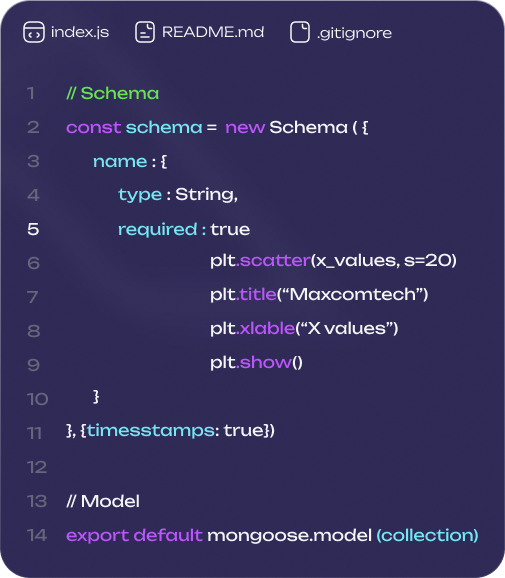 index.js README.md .gitignore
1 // Schema
2 const schema = new Schema ( {
3 name : {
4 type : String,
5 required : true
6 plt.scatter(x_values, s=20)
7 plt.title(“Maxcomtech”)
8 plt.xlable(“X values”)
9 plt.show()
10 }
11 }, {timesstamps: true})
12
13 // Model
14 export default mongoose.model (collection)